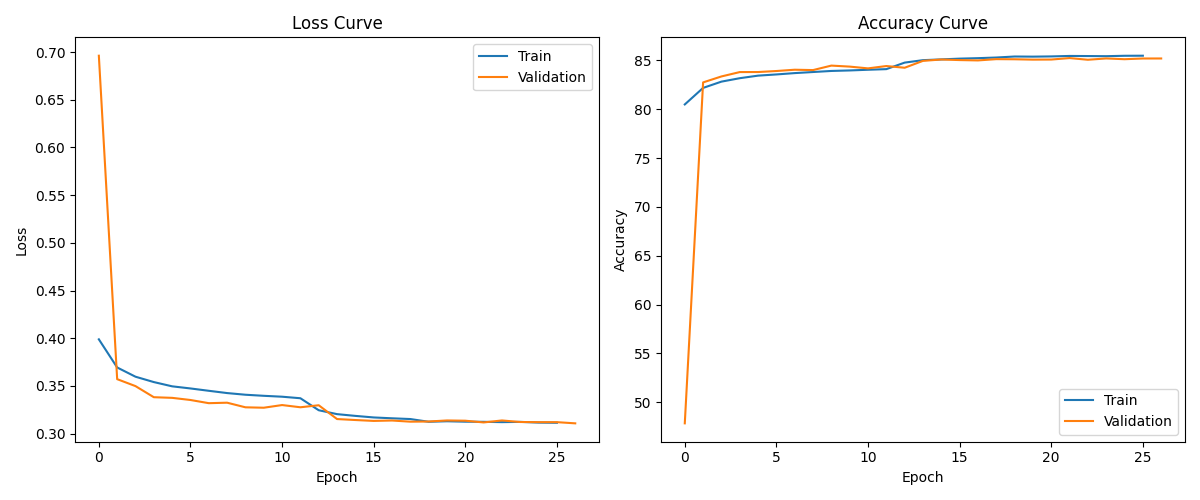 Loss Curve
Train
Validation
0.70
0.65
0.60
0.55
0.50
0.45
0.40
0.35
0.30
Loss
0 5 10 15 20 25
Epoch
Accuracy Curve
85
80
75
70
65
60
55
50
Accuracy
Train
Validation
0 5 10 15 20 25
Epoch